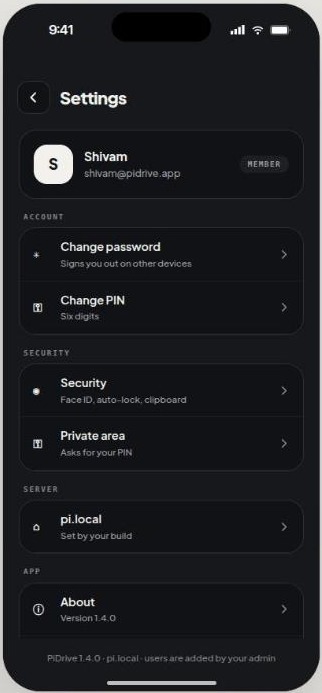 9:41
Settings
S
Shivam
shivam@pidrive.app
MEMBER
ACCOUNT
Change password
Signs you out on other devices
Change PIN
Six digits
SECURITY
Security
Face ID, auto-lock, clipboard
Private area
Asks for your PIN
SERVER
pi.local
Set by your build
APP
About
Version 1.4.0
PiDrive 1.4.0 · pi.local · users are added by your admin